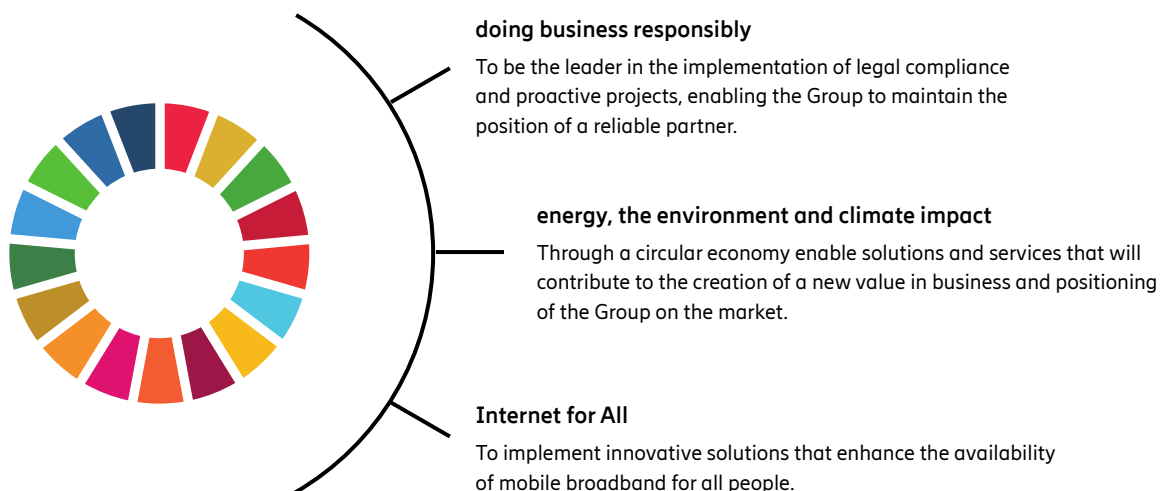 doing business responsibly
To be the leader in the implementation of legal compliance
and proactive projects, enabling the Group to maintain the
position of a reliable partner.
energy, the environment and climate impact
Through a circular economy enable solutions and services that will
contribute to the creation of a new value in business and positioning
of the Group on the market.
Internet for All
To implement innovative solutions that enhance the availability
of mobile broadband for all people.